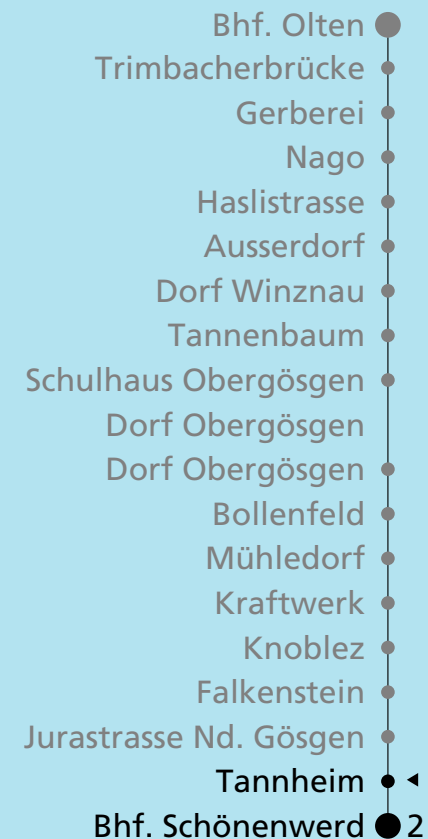 Bhf. Olten
Trimbacherbrücke
Gerberei
Nago
Haslistrasse
Ausserdorf
Dorf Winznau
Tannenbaum
Schulhaus Obergösgen
Dorf Obergösgen
Dorf Obergösgen
Bollenfeld
Mühledorf
Kraftwerk
Knoblez
Falkenstein
Jurastrasse Nd. Gösgen
Tannheim
Bhf. Schönenwerd 2